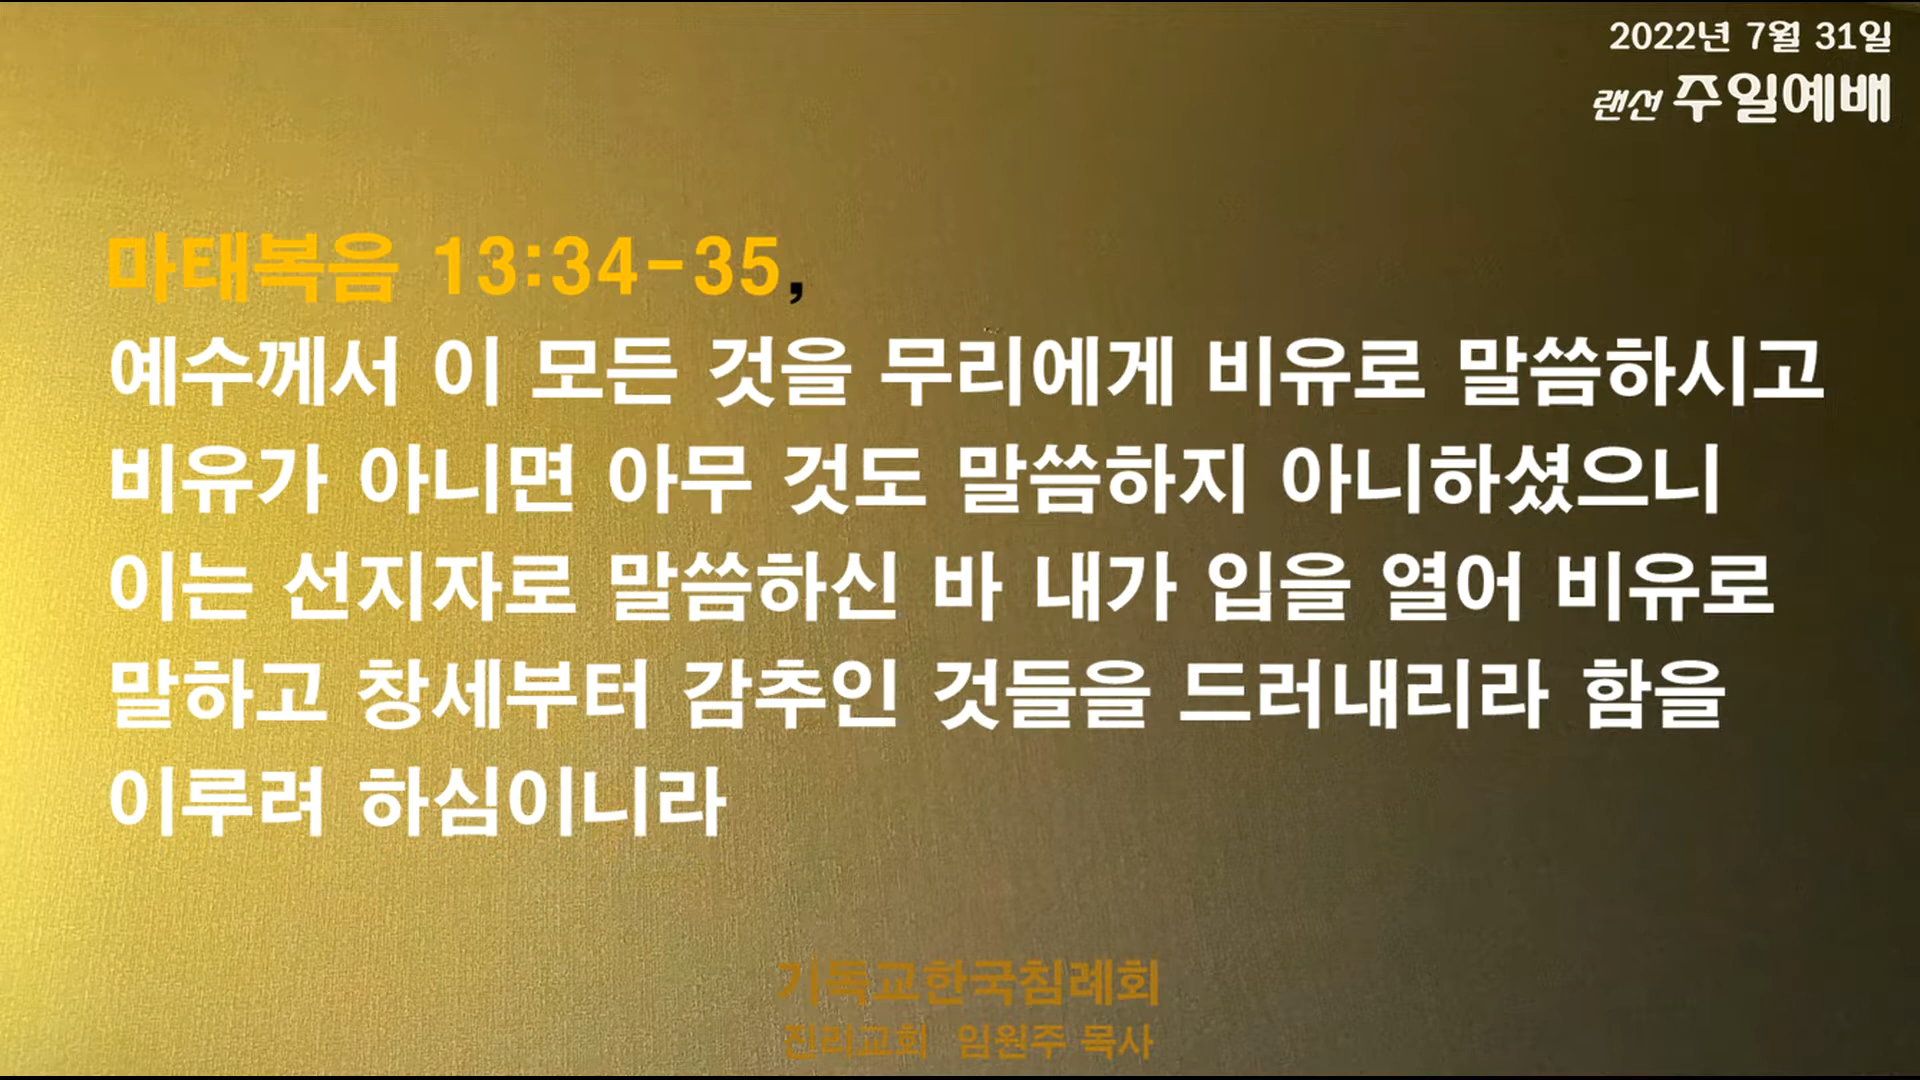 2022년 7월 31일
랜선 주일예배
마태복음 13:34-35,
예수께서 이 모든 것을 무리에게 비유로 말씀하시고
비유가 아니면 아무 것도 말씀하지 아니하셨으니
이는 선지자로 말씀하신 바 내가 입을 열어 비유로
말하고 창세부터 감추인 것들을 드러내리라 함을
이루려 하심이니라
기독교한국침례회
진리교회 임원주 목사